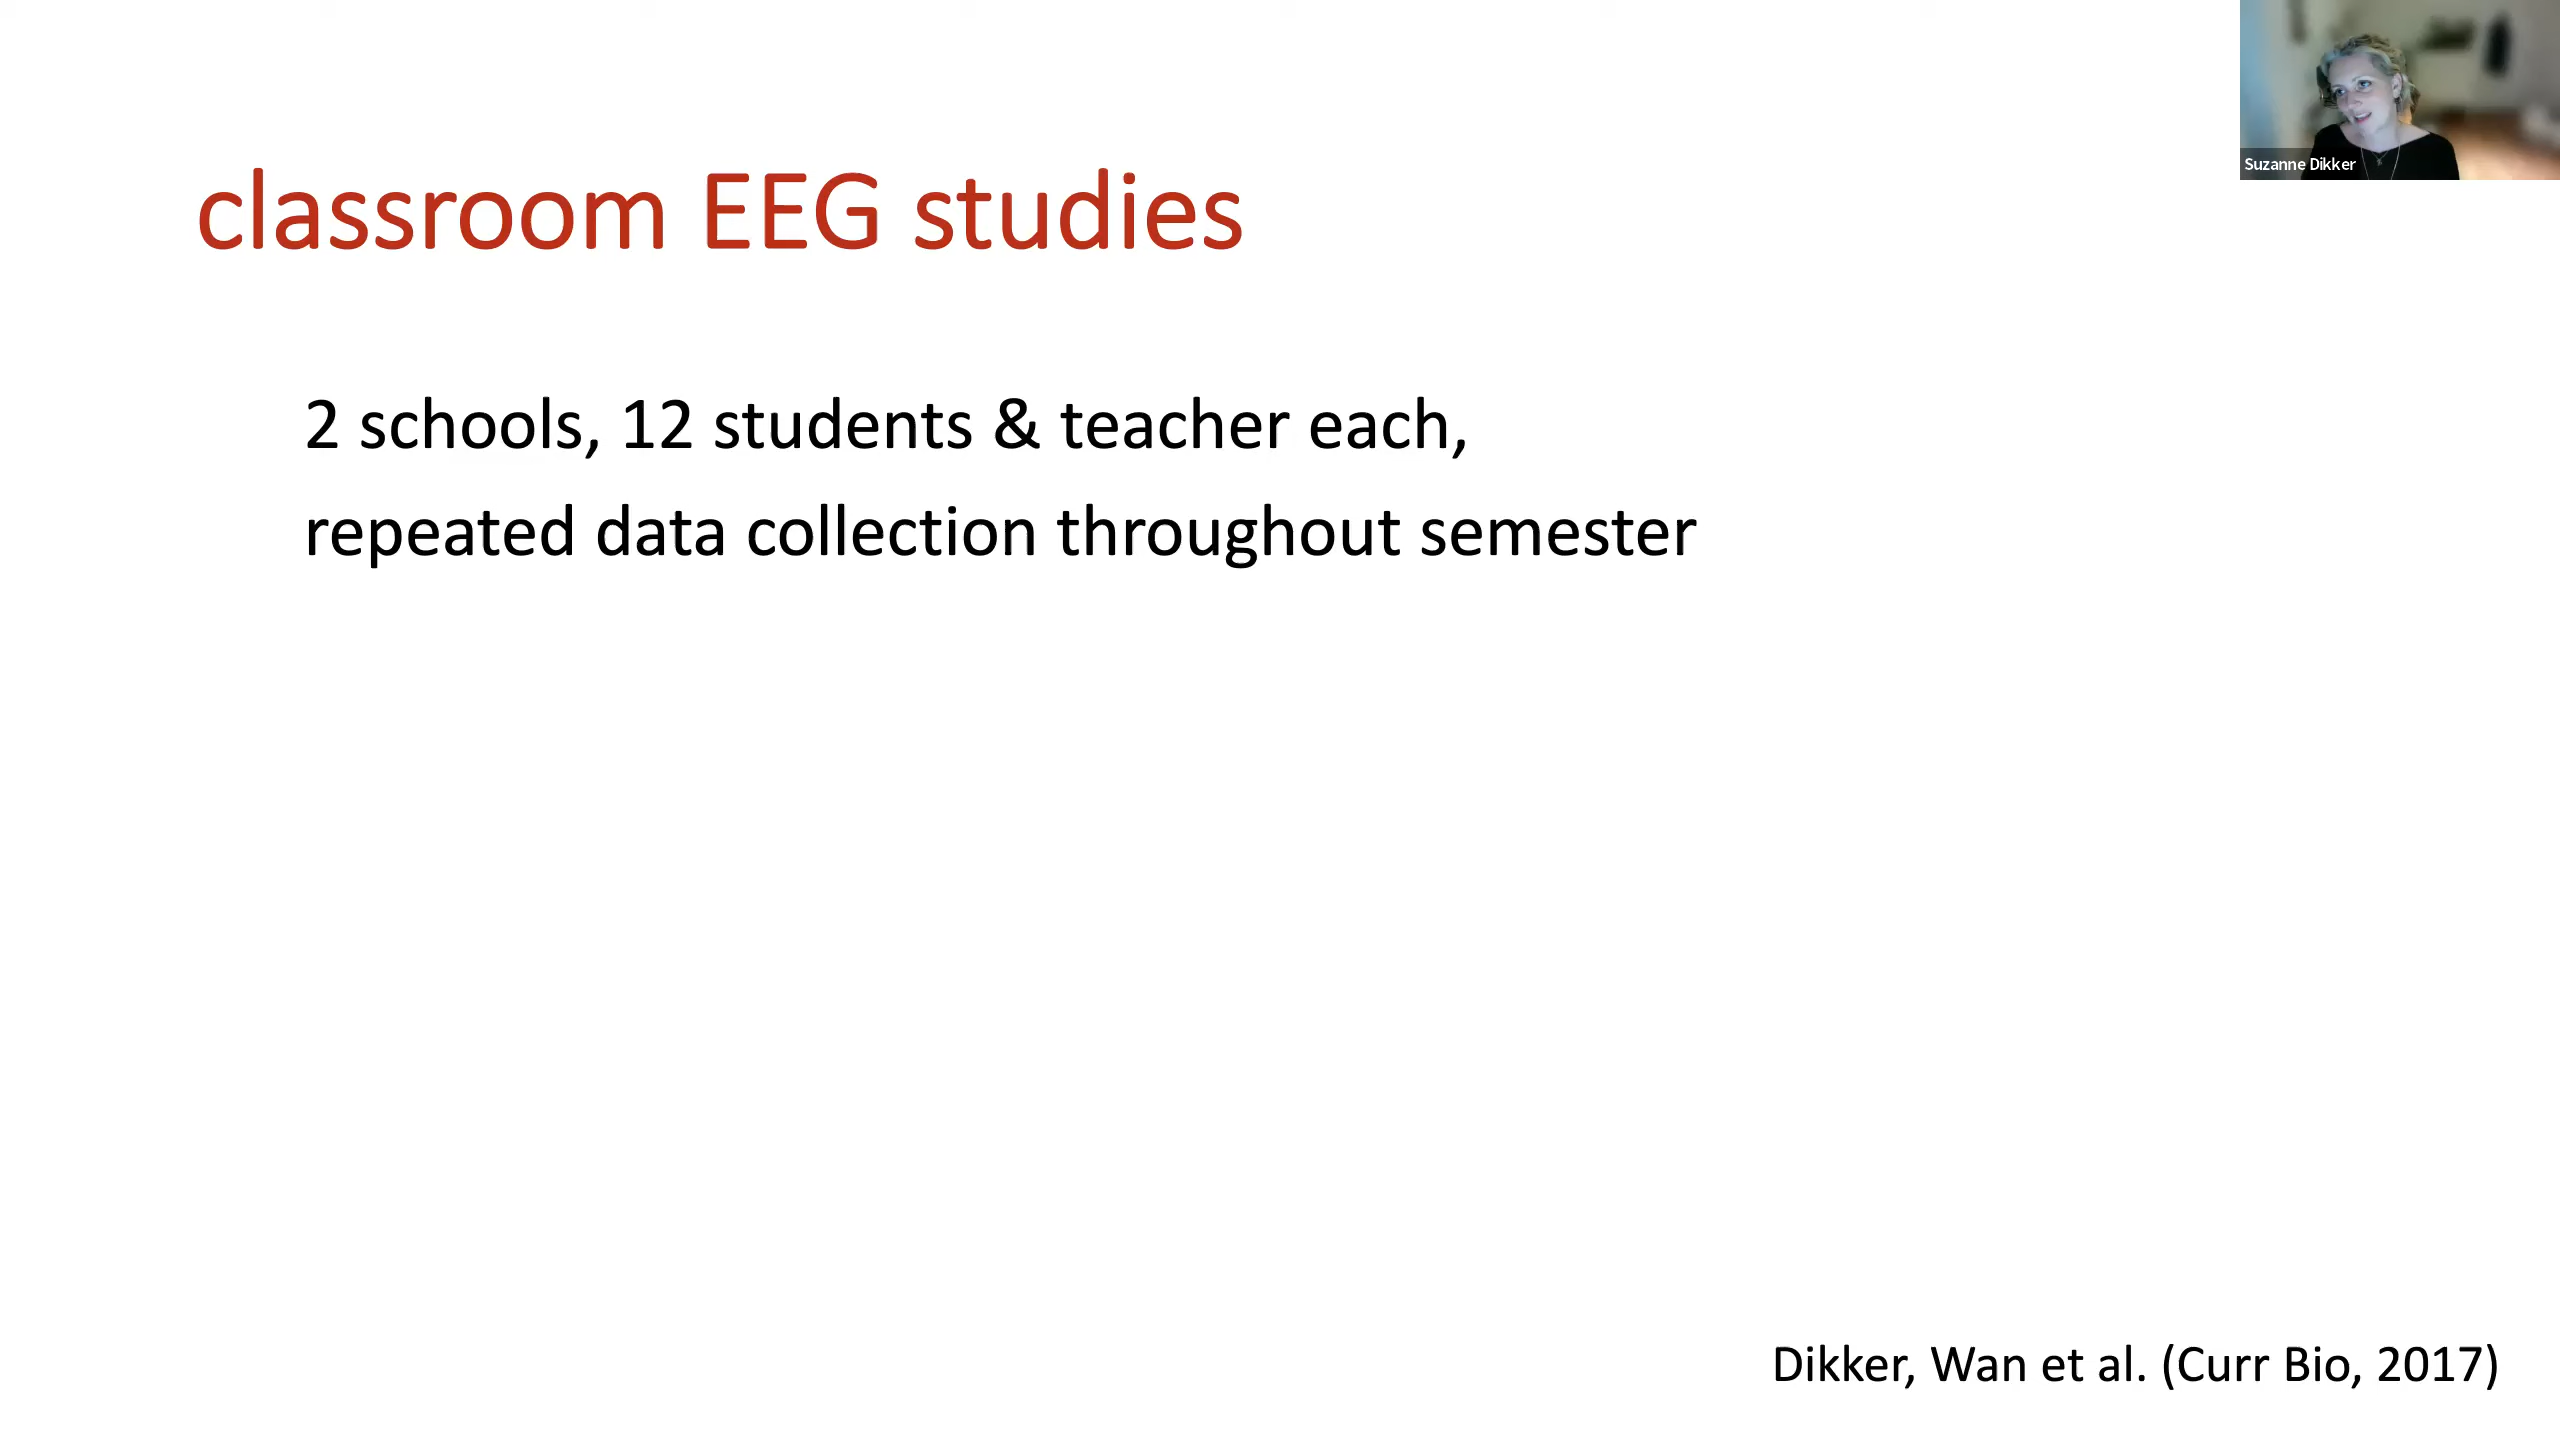 Suzanne Dikker
classroom EEG studies
2 schools, 12 students & teacher each,
repeated data collection throughout semester
Dikker, Wan et al. (Curr Bio, 2017)